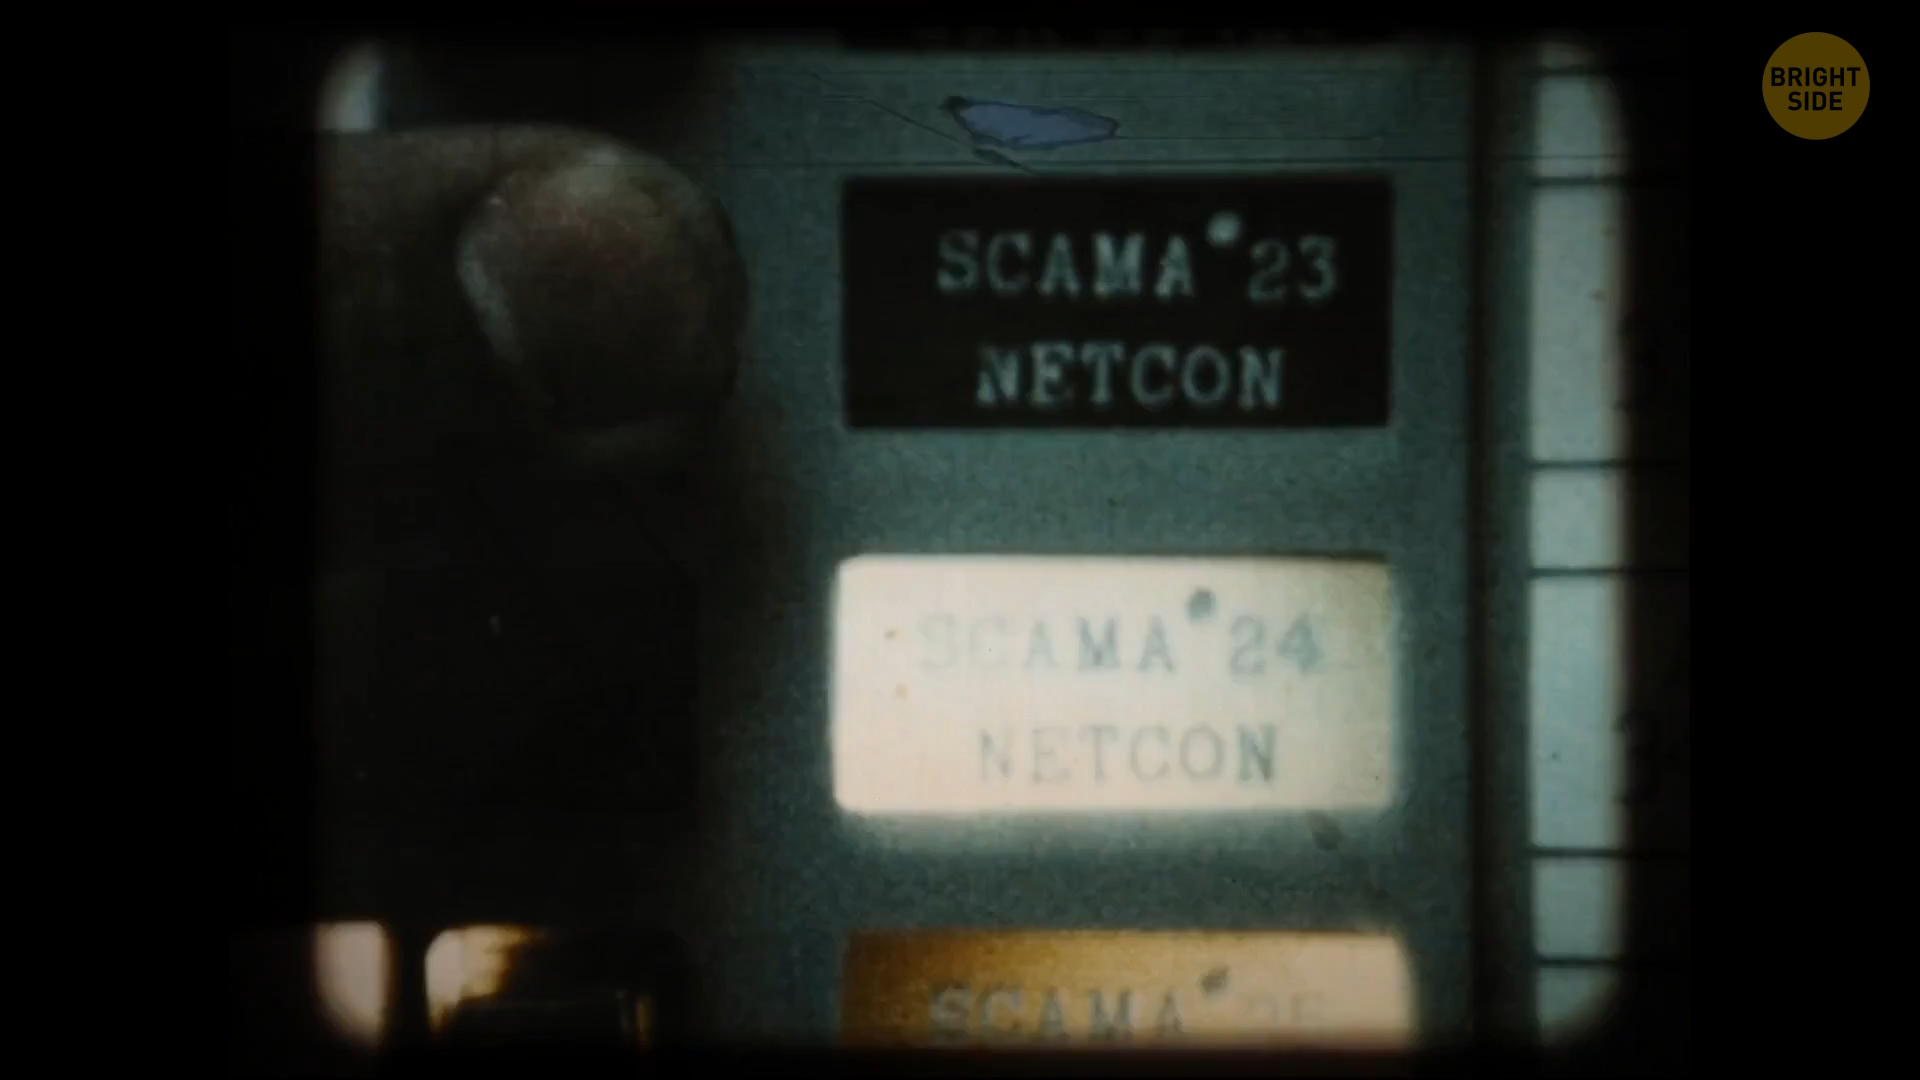 BRIGHT
SIDE
SCAMA 23
NETCON
SCAMA 24
NETCON
SCAMA